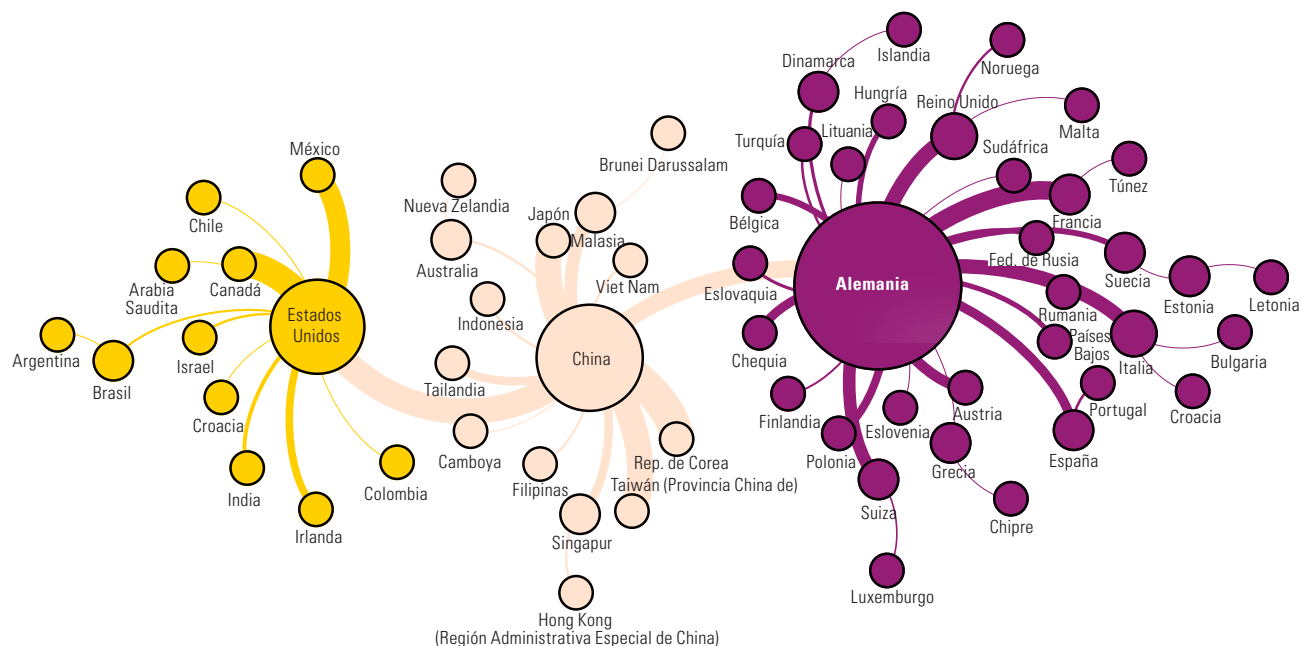 México
Chile
Arabia
Saudita
Canadá
Estados
Unidos
Argentina
Brasil
Israel
Croacia
India
Irlanda
Colombia
Brunei Darussalam
Nueva Zelandia
Japón
Malasia
Australia
Viet Nam
Indonesia
China
Tailandia
Camboya
Filipinas
Rep. de Corea
Taiwán (Provincia China de)
Singapur
Hong Kong
(Región Administrativa Especial de China)
Islandia
Dinamarca
Noruega
Hungría
Reino Unido
Malta
Turquía
Lituania
Sudáfrica
Túnez
Bélgica
Francia
Fed. de Rusia
Suecia
Eslovaquia
Alemania
Estonia
Letonia
Rumania
Países
Bajos
Italia
Bulgaria
Chequia
Croacia
Portugal
Finlandia
Eslovenia
Austria
España
Polonia
Grecia
Suiza
Chipre
Luxemburgo